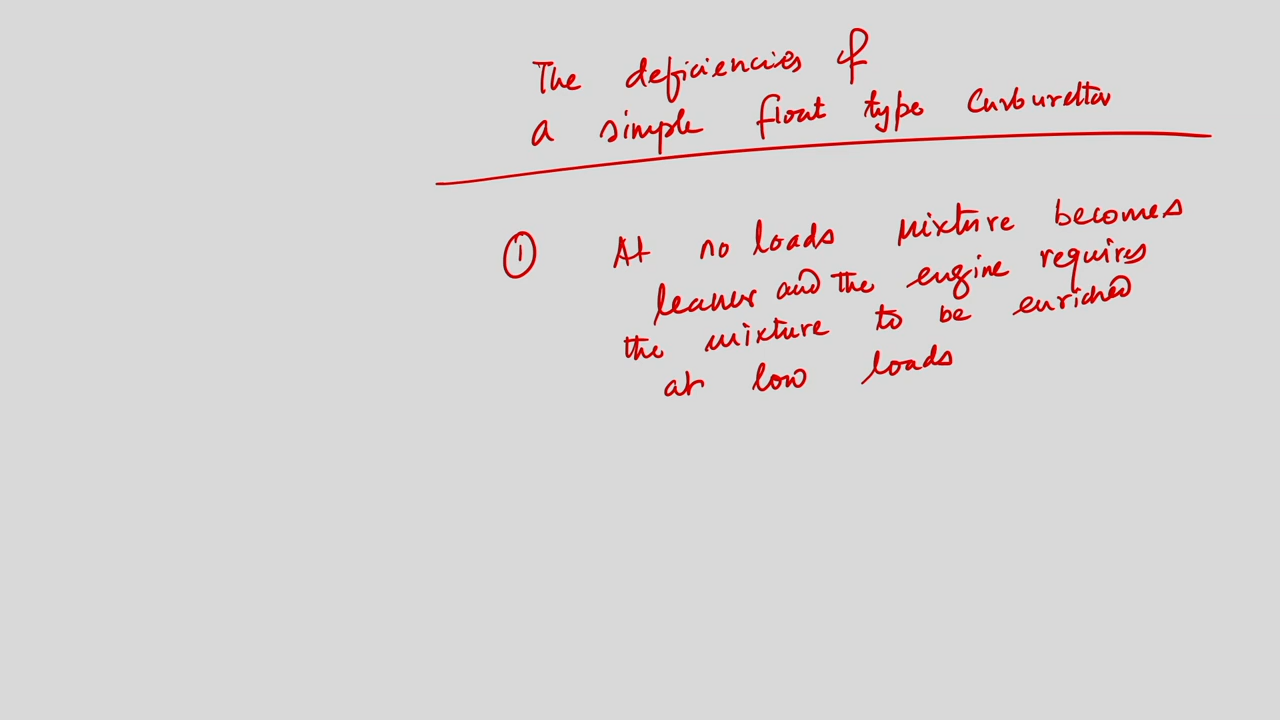 The deficiencies of
a simple float type Carburettor
① At no loads mixture becomes
leaner and the engine requires
the mixture to be enriched
at low loads